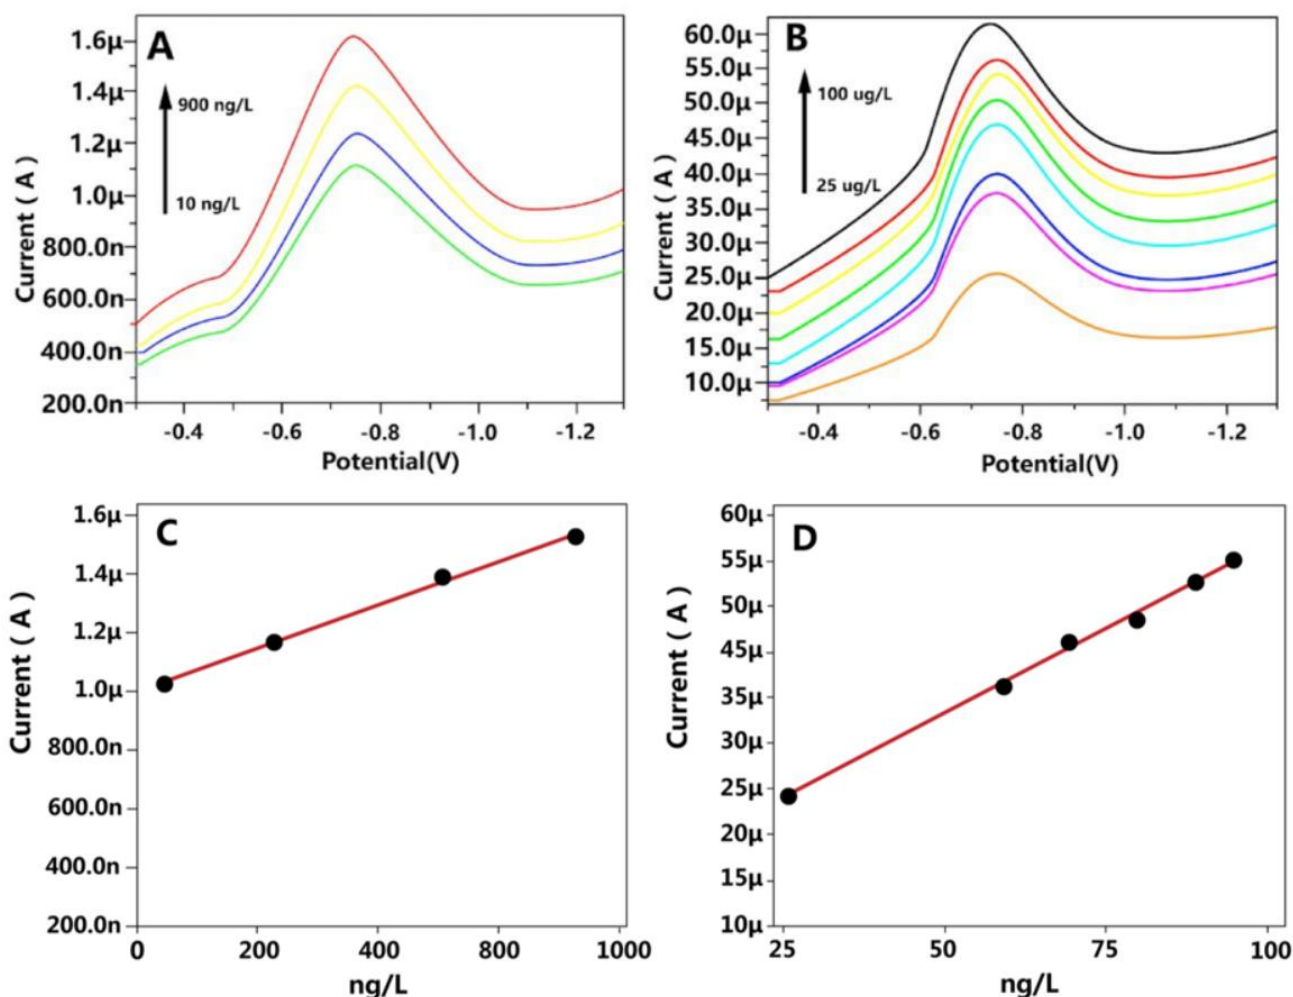 A
1.6µ
1.4µ
1.2µ
1.0µ
800.0n
600.0n
400.0n
200.0n
Current ( A )
900 ng/L
10 ng/L
-0.4 -0.6 -0.8 -1.0 -1.2
Potential(V)
B
60.0µ
55.0µ
50.0µ
45.0µ
40.0µ
35.0µ
30.0µ
25.0µ
20.0µ
15.0µ
10.0µ
Current ( A )
100 ug/L
25 ug/L
-0.4 -0.6 -0.8 -1.0 -1.2
Potential(V)
C
1.6µ
1.4µ
1.2µ
1.0µ
800.0n
600.0n
400.0n
200.0n
Current ( A )
0 200 400 800 1000
ng/L
D
60µ
55µ
50µ
45µ
35µ
30µ
25µ
20µ
15µ
10µ
Current ( A )
25 50 75 100
ng/L